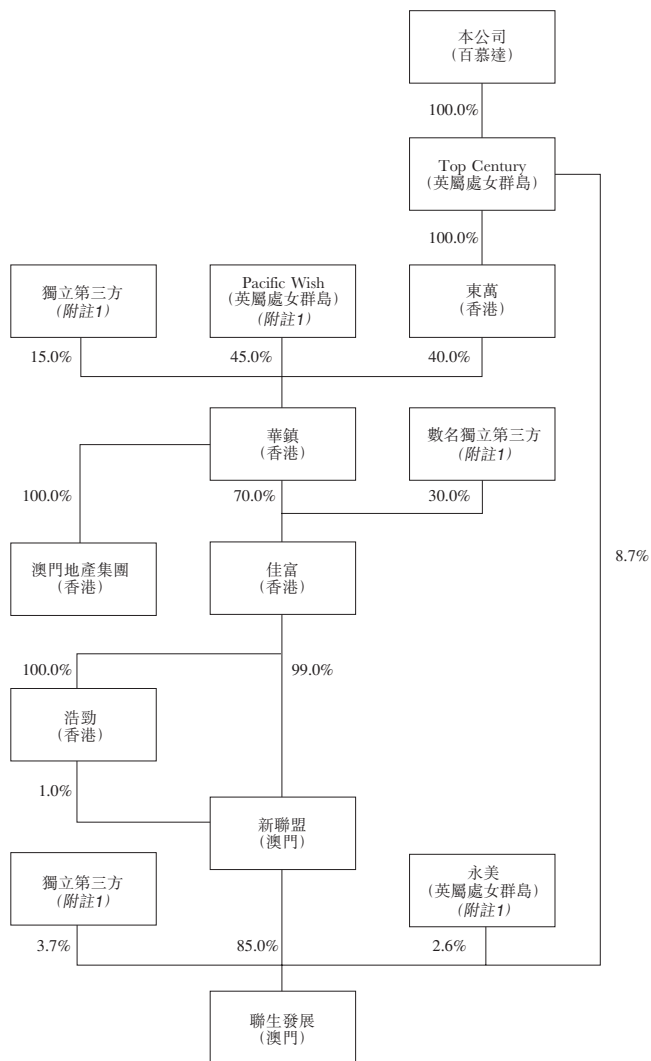 本公司
(百慕達)
100.0%
Top Century
(英屬處女群島)
100.0%
獨立第三方
(附註1)
Pacific Wish
(英屬處女群島)
(附註1)
東萬
(香港)
15.0%
45.0%
40.0%
華鎮
(香港)
數名獨立第三方
(附註1)
100.0%
70.0%
30.0%
8.7%
澳門地產集團
(香港)
佳富
(香港)
100.0%
99.0%
浩勁
(香港)
1.0%
新聯盟
(澳門)
獨立第三方
(附註1)
永美
(英屬處女群島)
(附註1)
3.7%
85.0%
2.6%
聯生發展
(澳門)